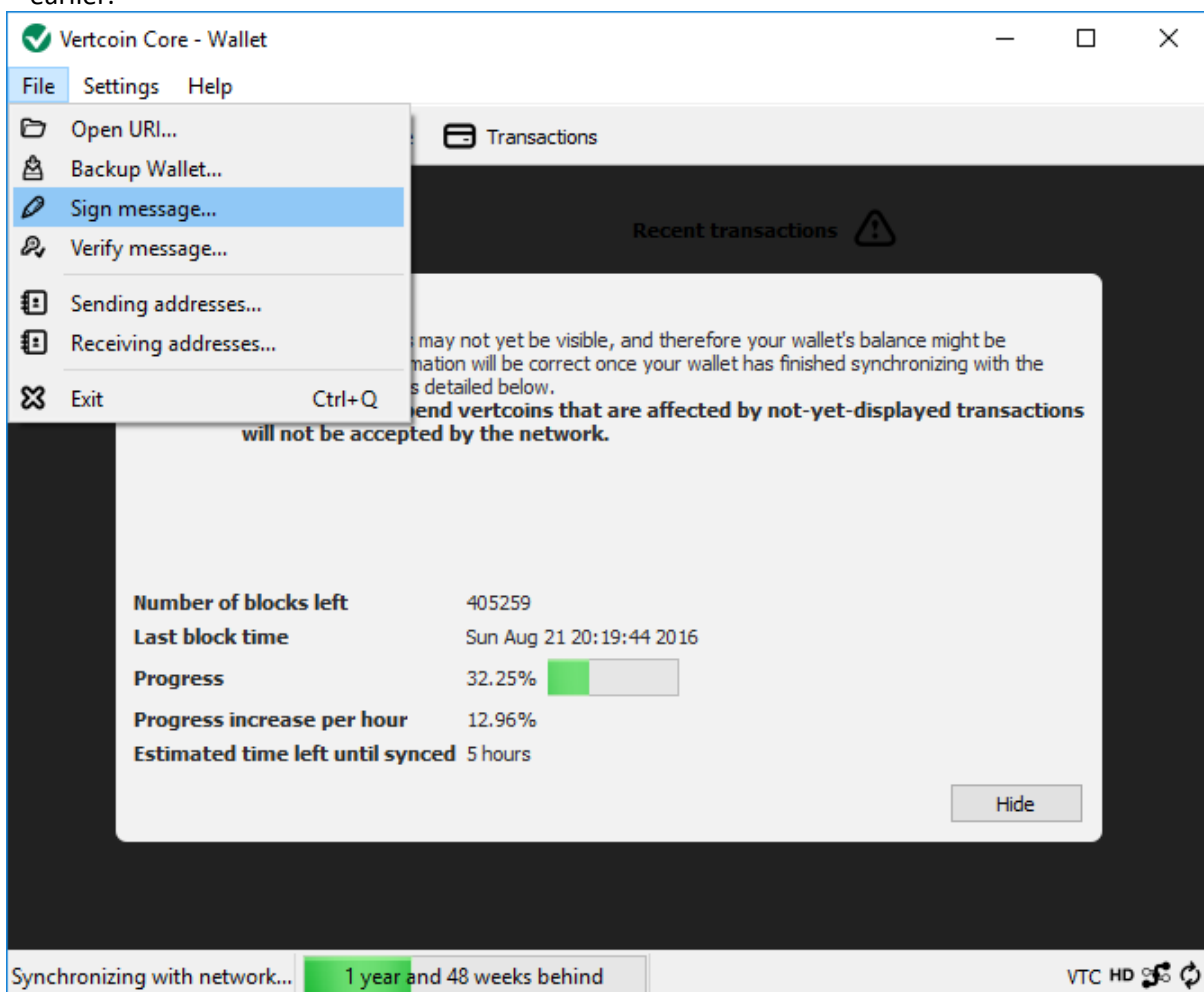 earlier.
Vertcoin Core - Wallet
File Settings Help
Open URI...
Transactions
Backup Wallet...
Sign message...
Recent transactions
Verify message...
Sending addresses...
Receiving addresses...
may not yet be visible, and therefore your wallet's balance might be
mation will be correct once your wallet has finished synchronizing with the
s detailed below.
Exit Ctrl+Q
pend vertcoins that are affected by not-yet-displayed transactions
will not be accepted by the network.
Number of blocks left 405259
Last block time Sun Aug 21 20:19:44 2016
Progress 32.25%
Progress increase per hour 12.96%
Estimated time left until synced 5 hours
Hide
Synchronizing with network... 1 year and 48 weeks behind VTC HD